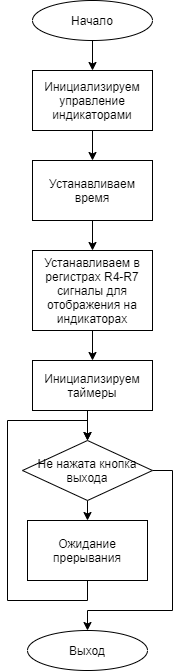 Начало
Инициализируем
управление
индикаторами
Устанавливаем
время
Устанавливаем в
регистрах R4-R7
сигналы для
отображения на
индикаторах
Инициализируем
таймеры
Не нажата кнопка
выхода
Ожидание
прерывания
Выход